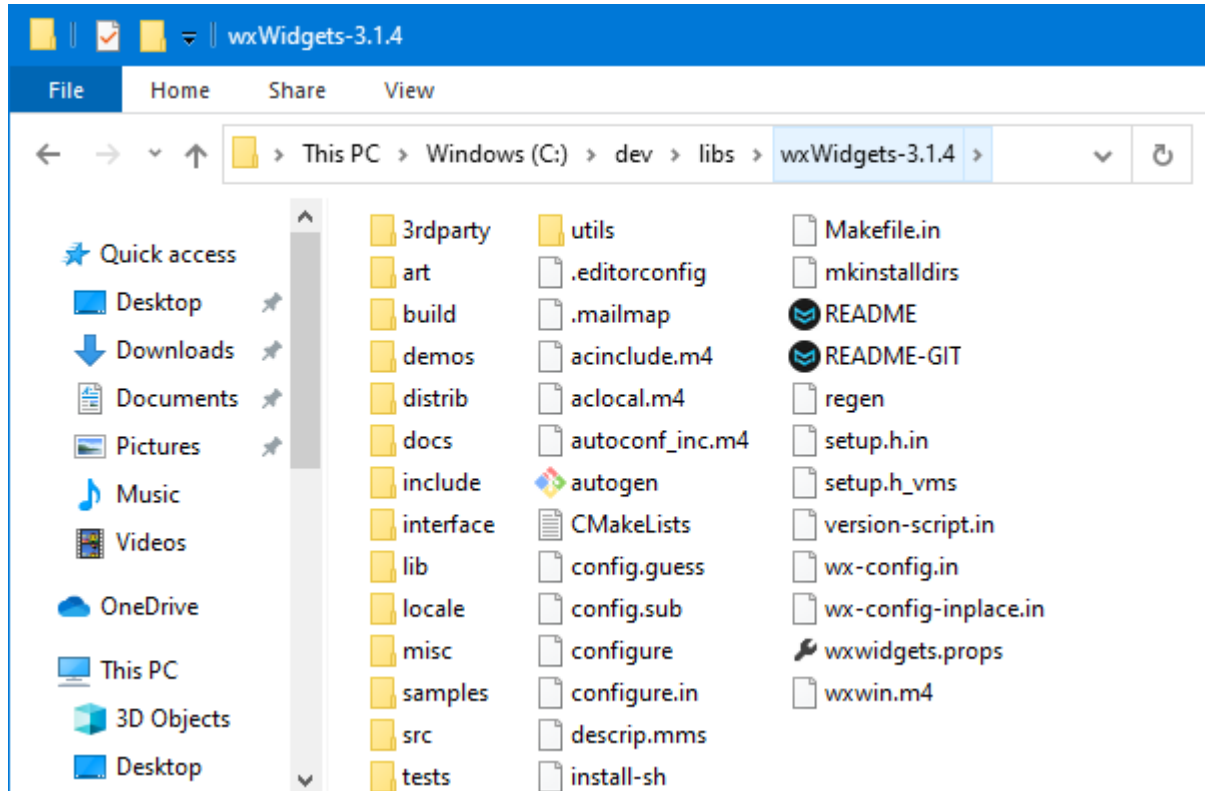 wxWidgets-3.1.4
File Home Share View
This PC > Windows (C:) > dev > libs > wxWidgets-3.1.4 >
Quick access
Desktop
Downloads
Documents
Pictures
Music
Videos
OneDrive
This PC
3D Objects
Desktop
3rdparty
art
build
demos
distrib
docs
include
interface
lib
locale
misc
samples
src
tests
utils
.editorconfig
.mailmap
acinclude.m4
aclocal.m4
autoconf_inc.m4
autogen
CMakeLists
config.guess
config.sub
configure
configure.in
descrip.mms
install-sh
Makefile.in
mkinstalldirs
README
README-GIT
regen
setup.h.in
setup.h_vms
version-script.in
wx-config.in
wx-config-inplace.in
wxwidgets.props
wxwin.m4